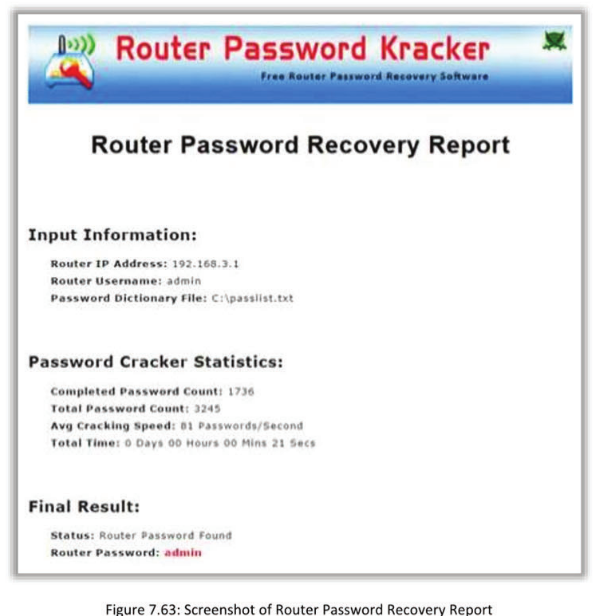 Router Password Kracker
Free Router Password Recovery Software
Router Password Recovery Report
Input Information:
Router IP Address: 192.168.3.1
Router Username: admin
Password Dictionary File: C:\passlist.txt
Password Cracker Statistics:
Completed Password Count: 1736
Total Password Count: 3245
Avg Cracking Speed: 81 Passwords/Second
Total Time: 0 Days 00 Hours 00 Mins 21 Secs
Final Result:
Status: Router Password Found
Router Password: admin
Figure 7.63: Screenshot of Router Password Recovery Report